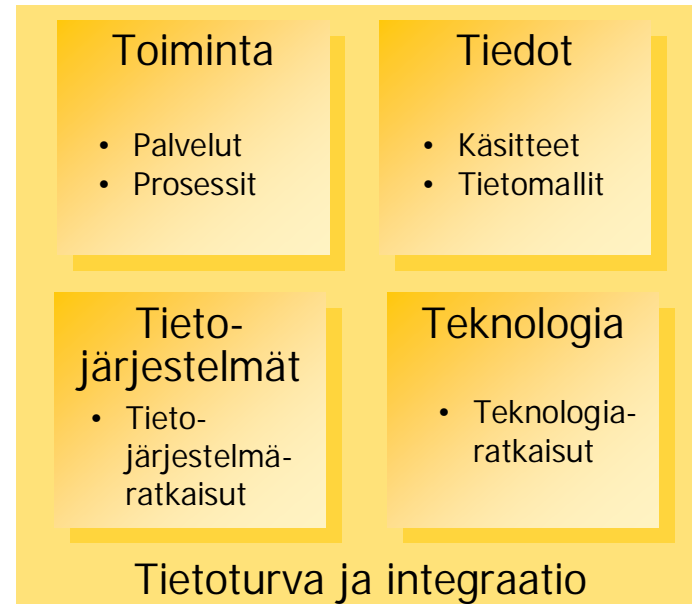 Toiminta
• Palvelut
• Prosessit
Tiedot
• Käsitteet
• Tietomallit
Tieto-
järjestelmät
• Tieto-
järjestelmä-
ratkaisut
Teknologia
• Teknologia-
ratkaisut
Tietoturva ja integraatio